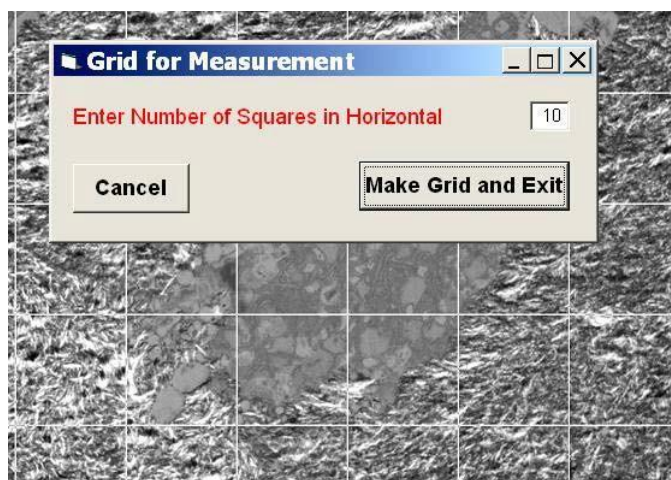 Grid for Measurement
Enter Number of Squares in Horizontal 10
Cancel Make Grid and Exit